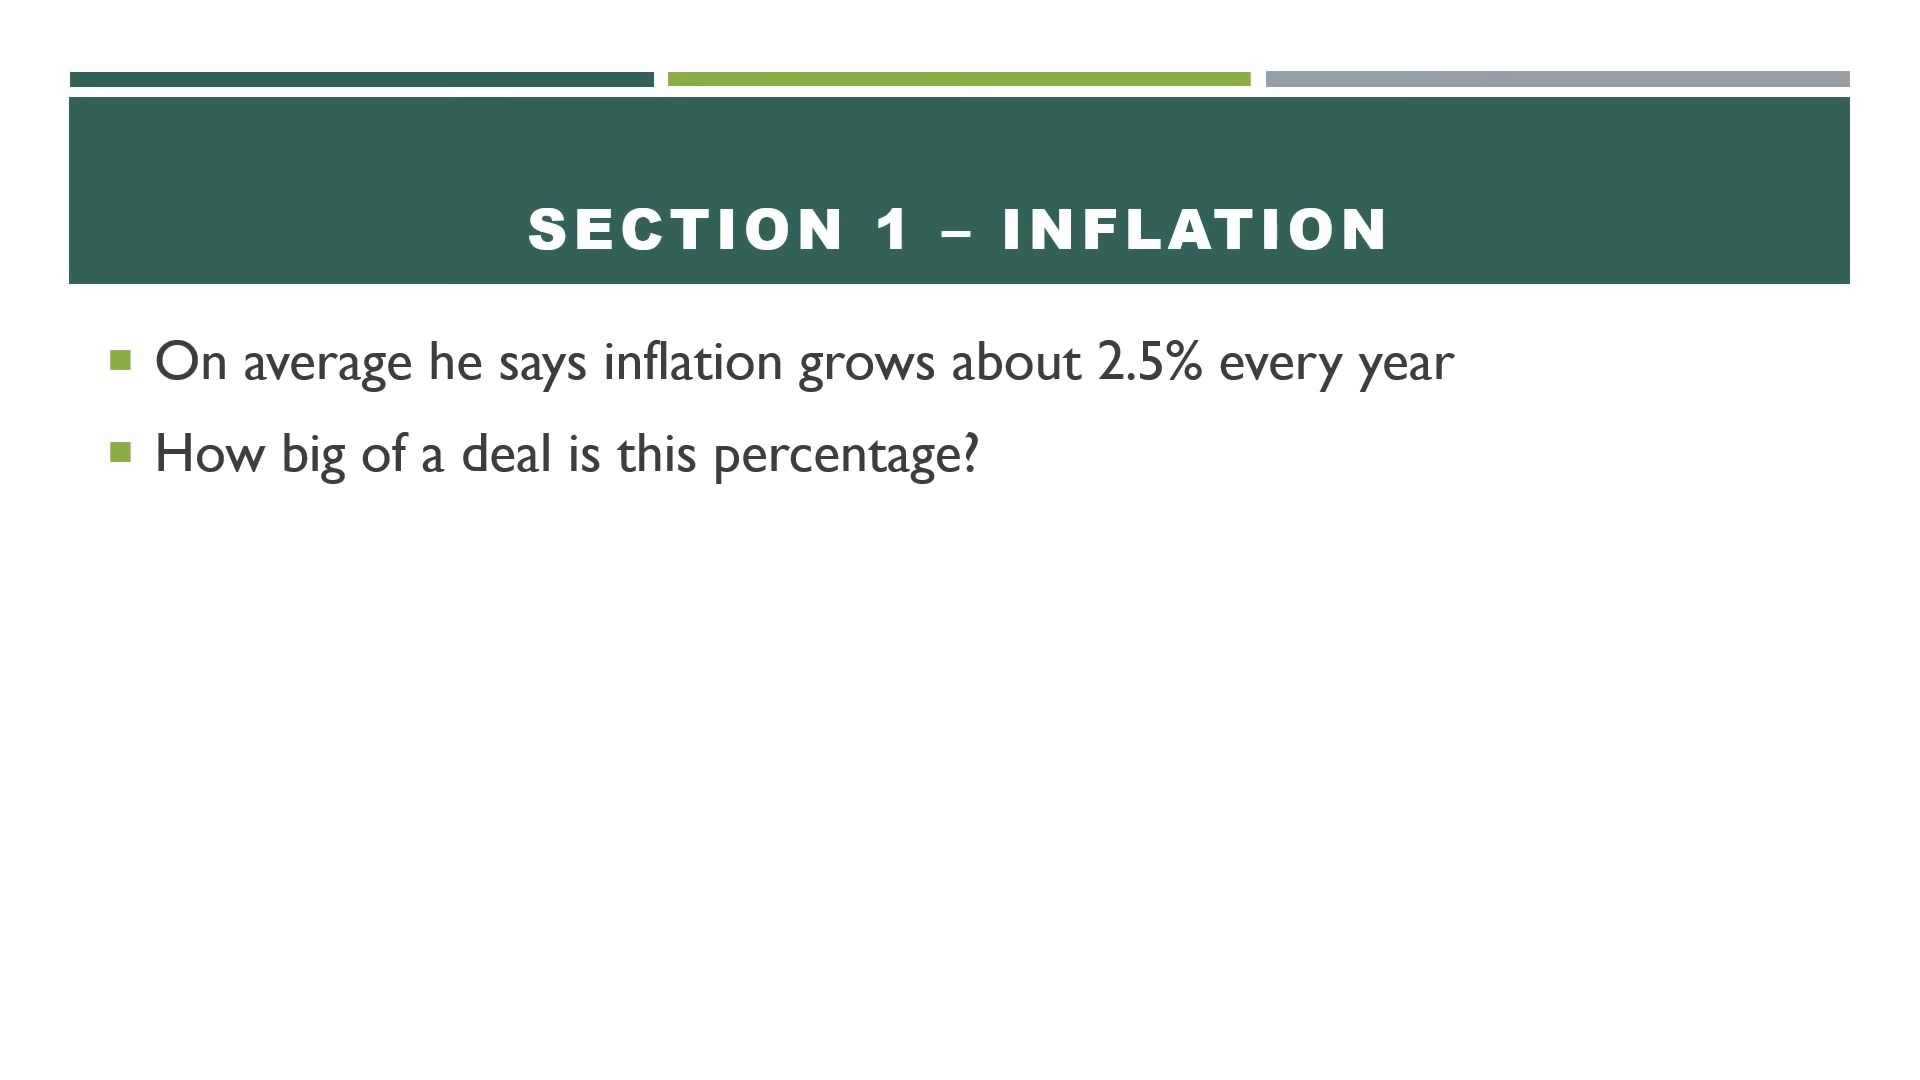 SECTION 1 – INFLATION
On average he says inflation grows about 2.5% every year
How big of a deal is this percentage?